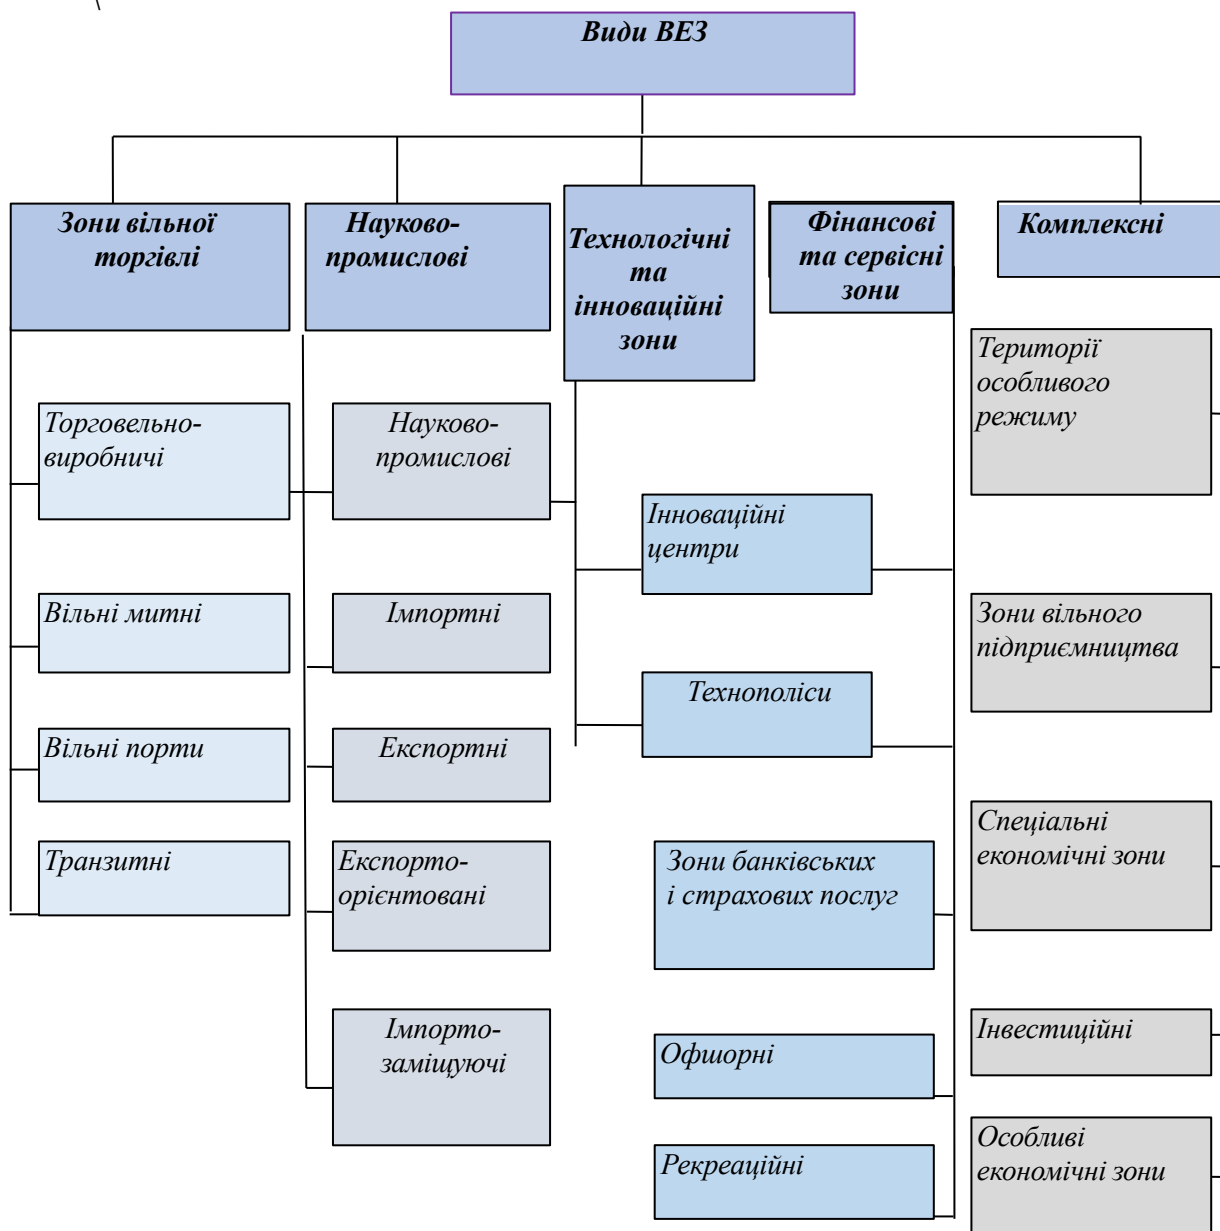 Види ВЕЗ
Зони вільної
торгівлі
Науково-
промислові
Технологічні
та
інноваційні
зони
Фінансові
та сервісні
зони
Комплексні
Торговельно-
виробничі
Вільні митні
Вільні порти
Транзитні
Науково-
промислові
Імпортні
Експортні
Експорто-
орієнтовані
Імпорто-
заміщуючі
Інноваційні
центри
Технополіси
Зони банківських
і страхових послуг
Офшорні
Рекреаційні
Території
особливого
режиму
Зони вільного
підприємництва
Спеціальні
економічні зони
Інвестиційні
Особливі
економічні зони